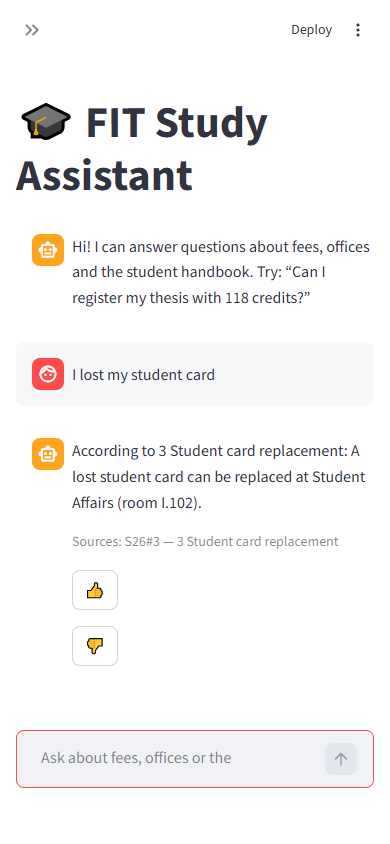 Deploy
🎓 FIT Study
Assistant
Hi! I can answer questions about fees, offices
and the student handbook. Try: “Can I
register my thesis with 118 credits?”
I lost my student card
According to 3 Student card replacement: A
lost student card can be replaced at Student
Affairs (room I.102).
Sources: S26#3 — 3 Student card replacement
Ask about fees, offices or the